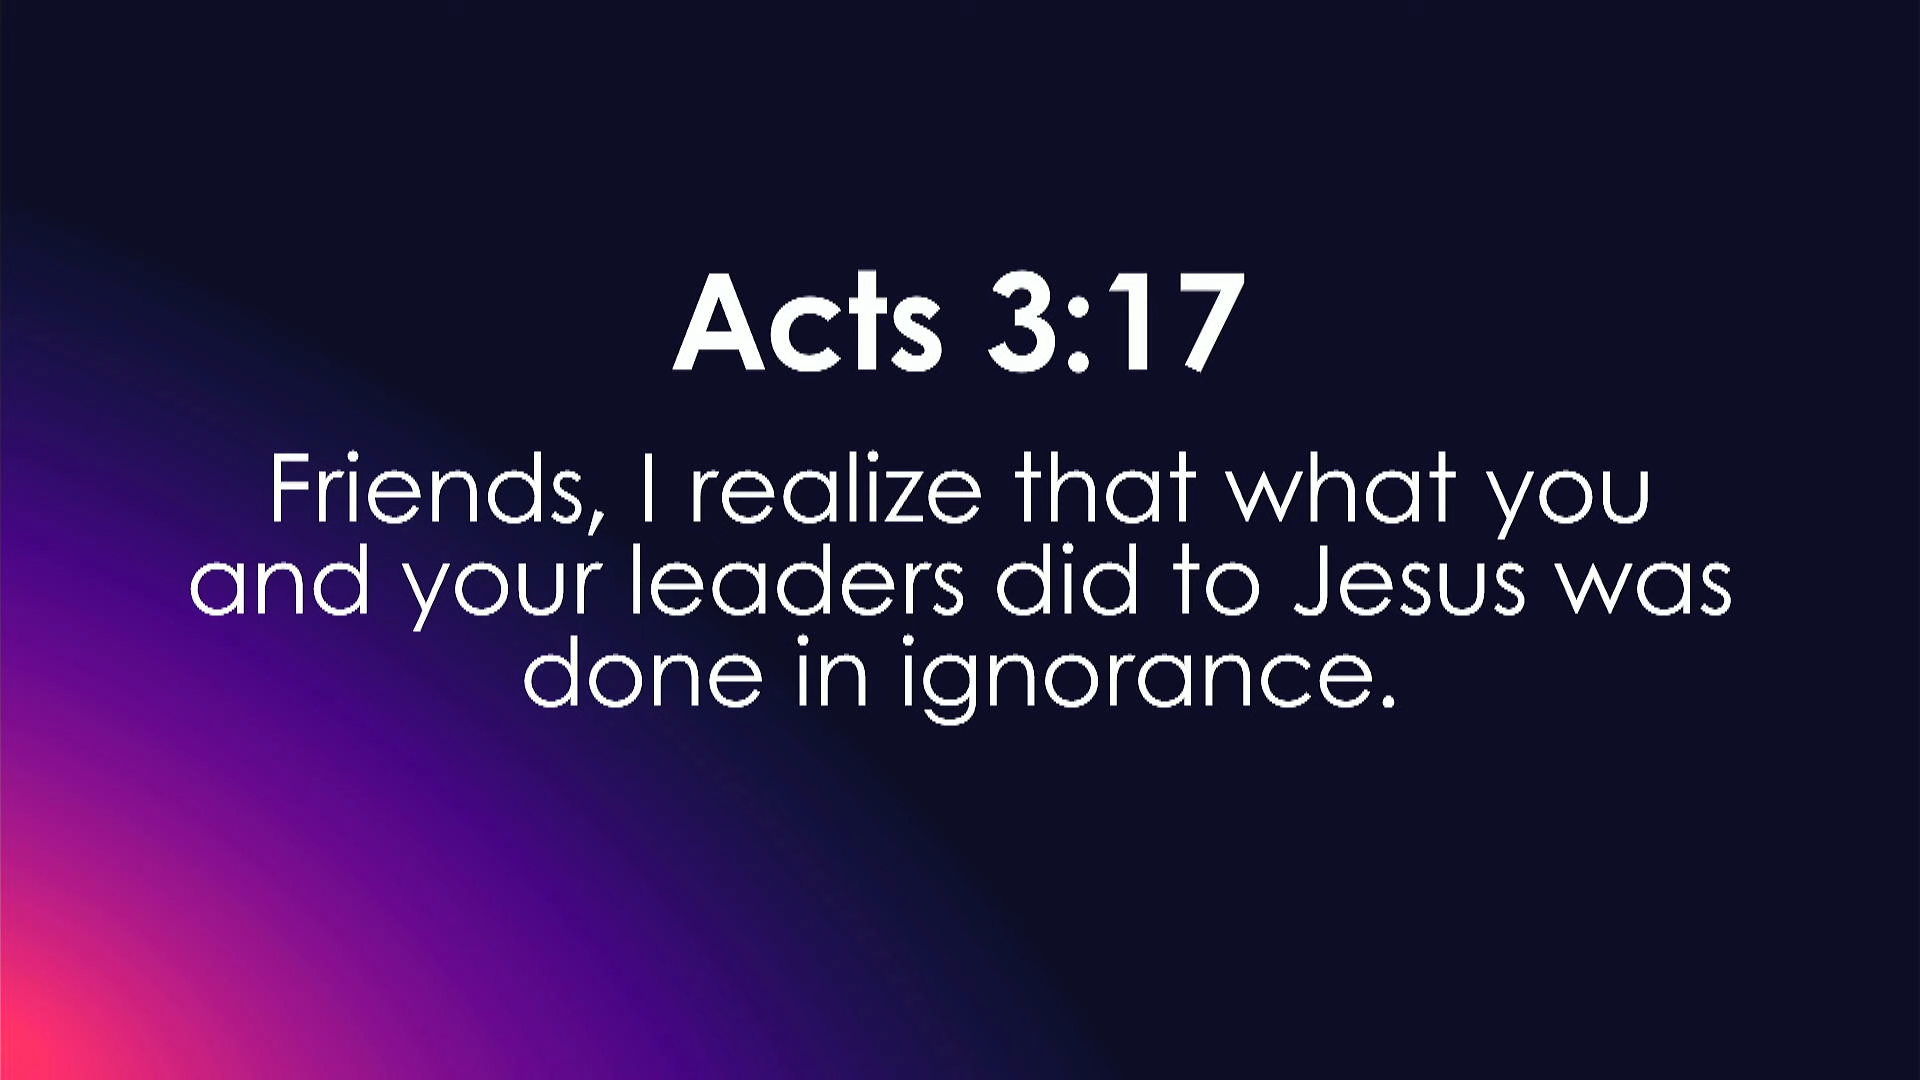 Acts 3:17
Friends, I realize that what you
and your leaders did to Jesus was
done in ignorance.